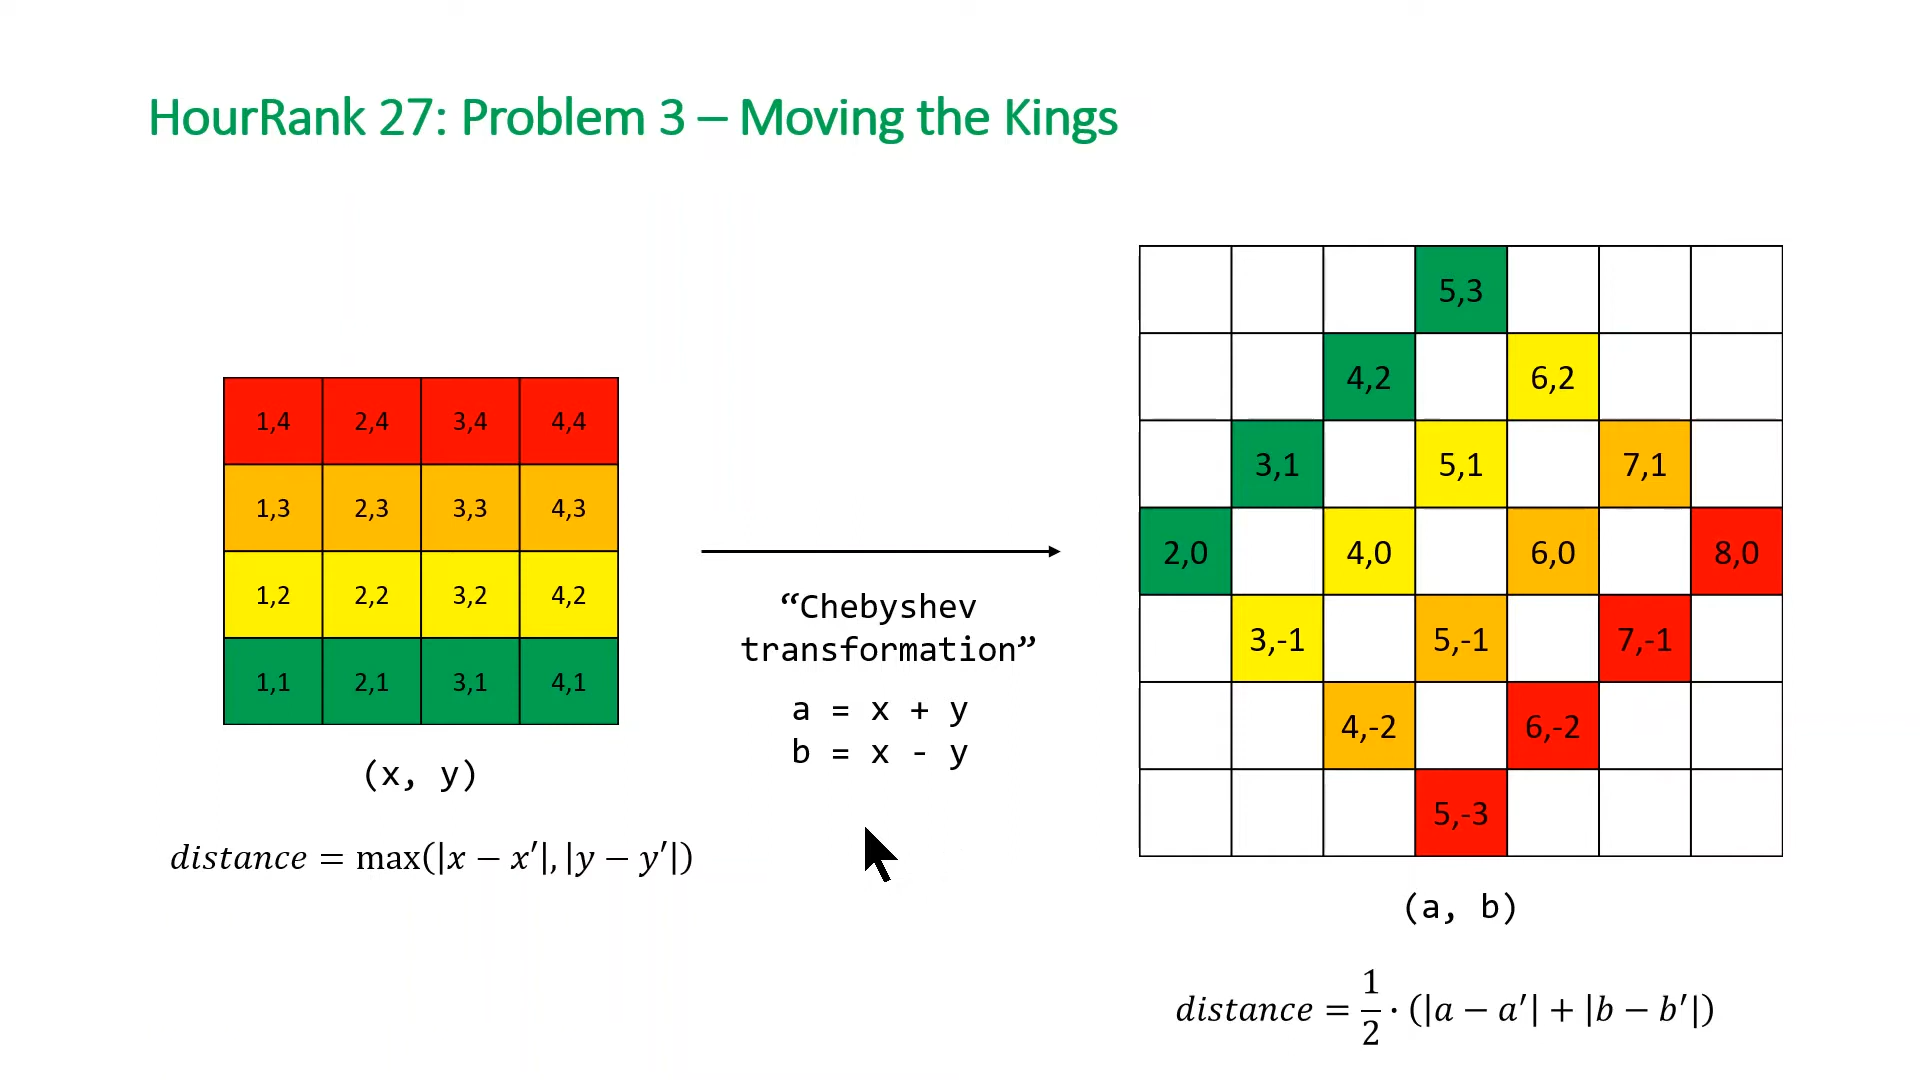 HourRank 27: Problem 3 – Moving the Kings
1,4 2,4 3,4 4,4
1,3 2,3 3,3 4,3
1,2 2,2 3,2 4,2
1,1 2,1 3,1 4,1
(x, y)
distance = max(|x − x′|, |y − y′|)
“Chebyshev
transformation”
a = x + y
b = x - y
5,3
4,2 6,2
3,1 5,1 7,1
2,0 4,0 6,0 8,0
3,-1 5,-1 7,-1
4,-2 6,-2
5,-3
(a, b)
distance = 1/2 · (|a − a′| + |b − b′|)